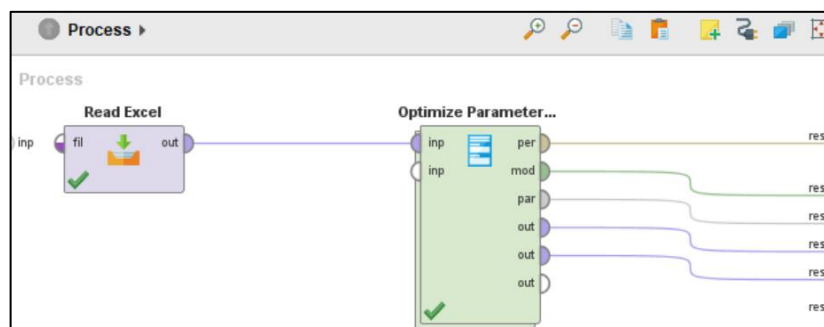 Process
Process
Read Excel
Optimize Parameter...
inp
fil
out
inp
per
res
inp
mod
res
par
res
out
res
out
res
out
res